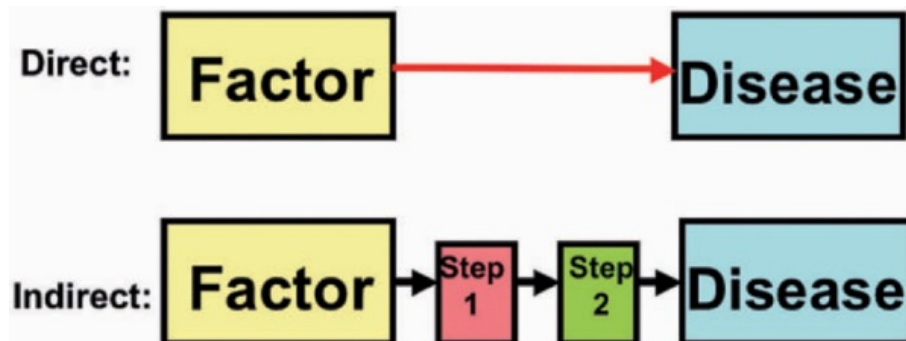 Direct:
Factor
Disease
Indirect:
Factor
Step
1
Step
2
Disease